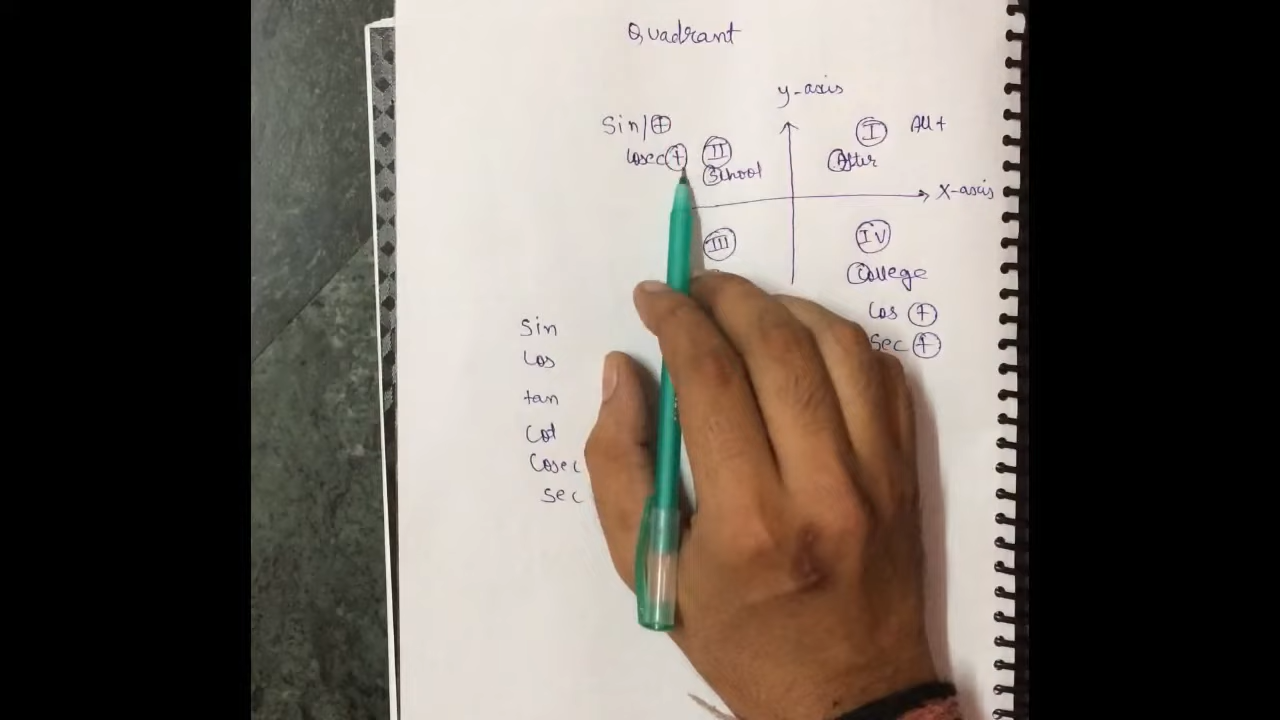 Quadrant
y-axis
Sin/+ II I All +
Cosec + School After
X-axis
III IV
College
Cos +
Sec +
Sin
Cos
tan
Cot
Cosec
Sec